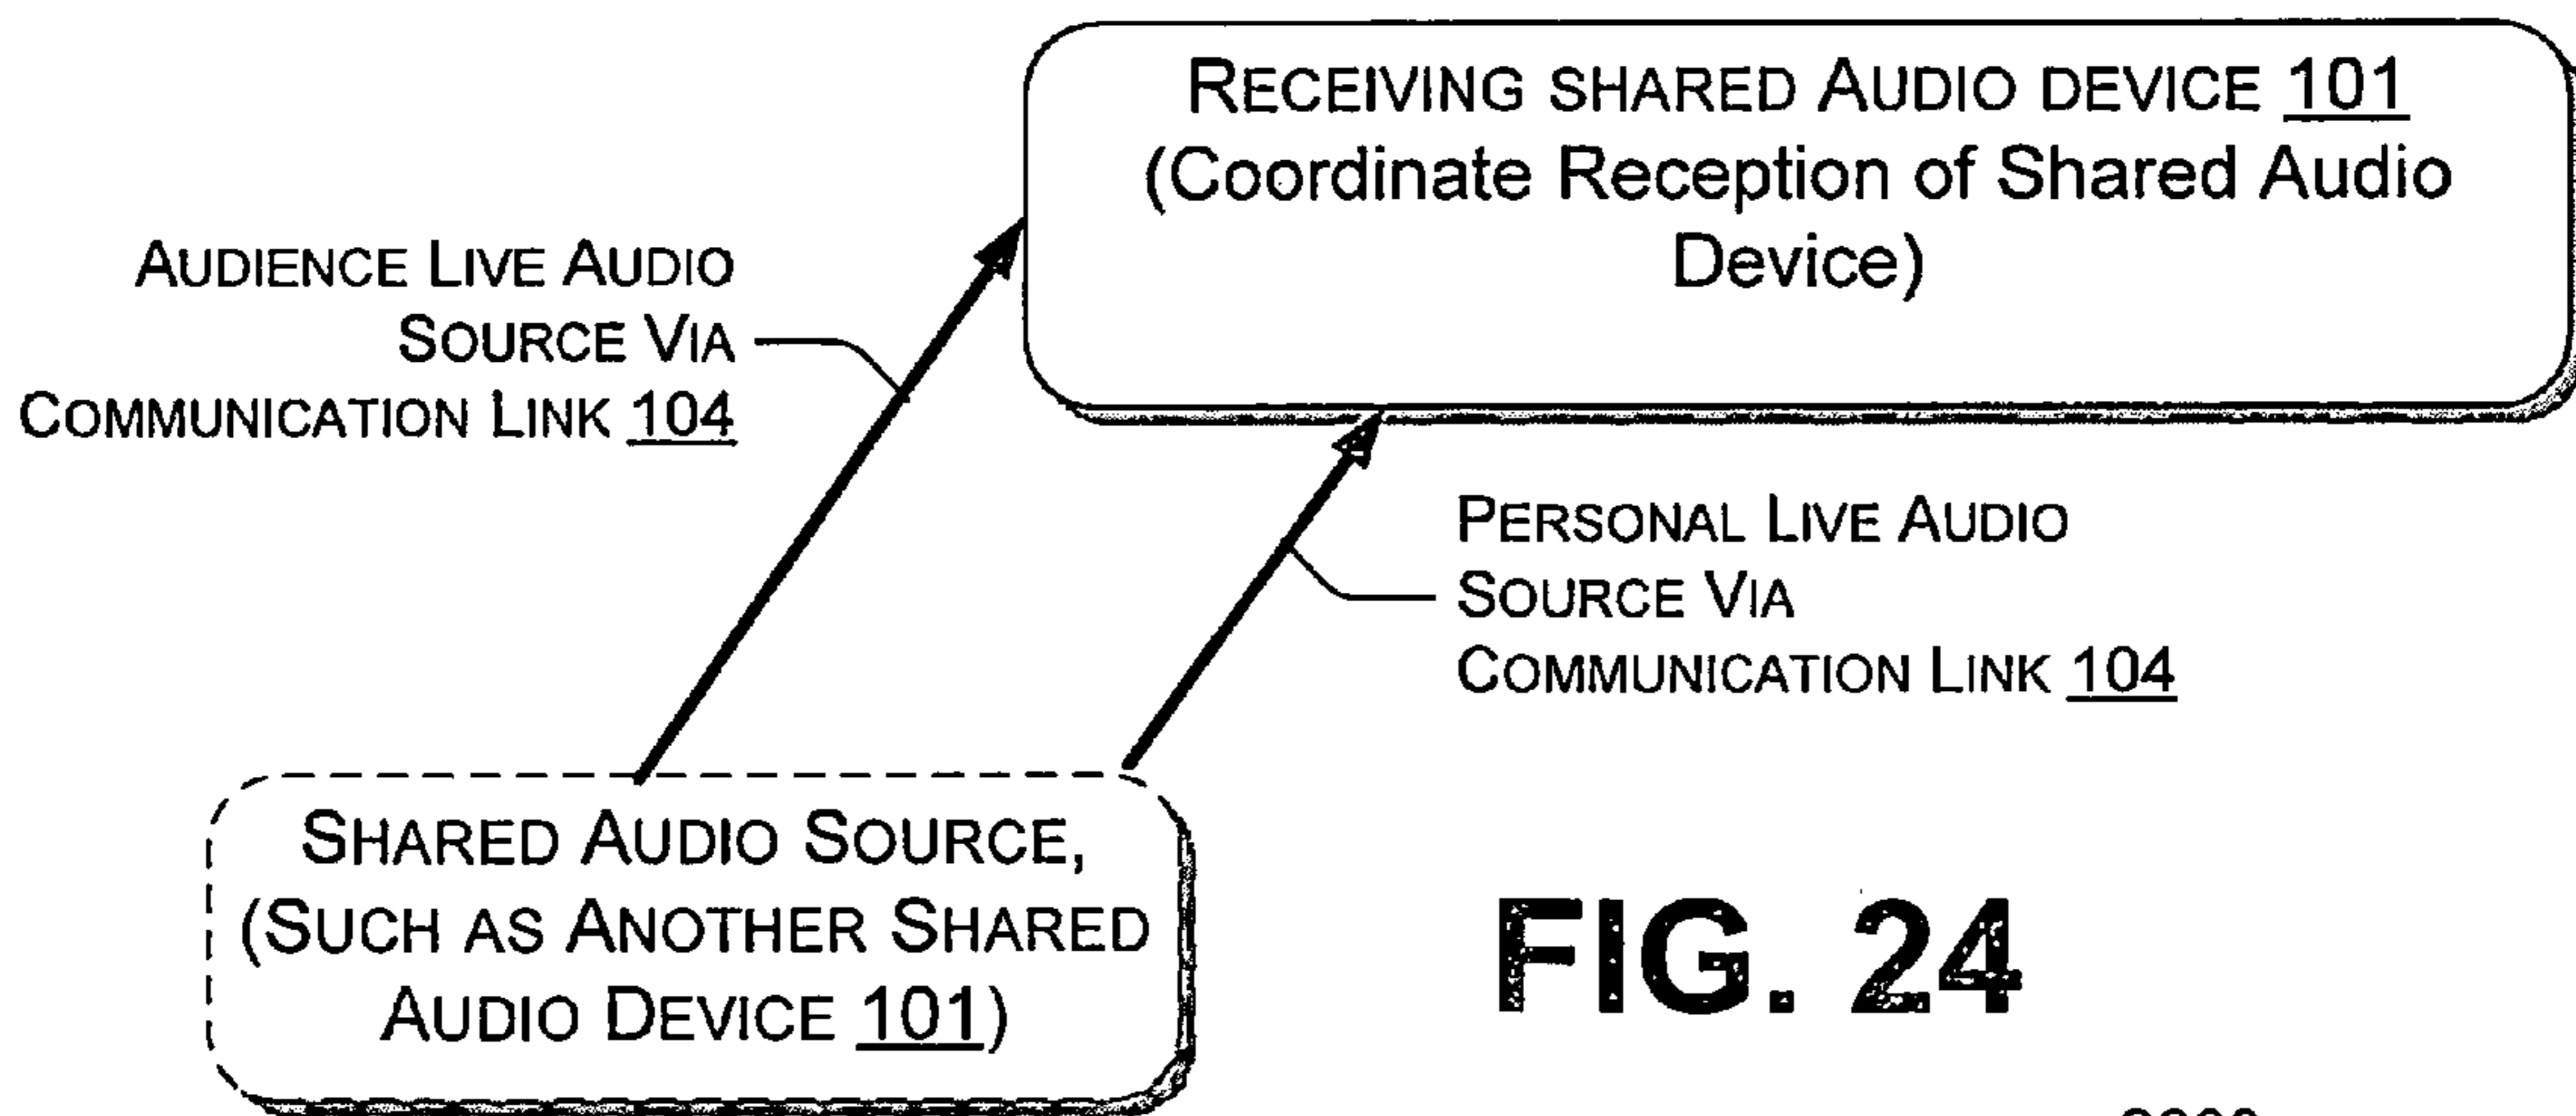 RECEIVING SHARED AUDIO DEVICE 101
(Coordinate Reception of Shared Audio
Device)
AUDIENCE LIVE AUDIO
SOURCE VIA
COMMUNICATION LINK 104
PERSONAL LIVE AUDIO
SOURCE VIA
COMMUNICATION LINK 104
SHARED AUDIO SOURCE,
(SUCH AS ANOTHER SHARED
AUDIO DEVICE 101)
FIG. 24